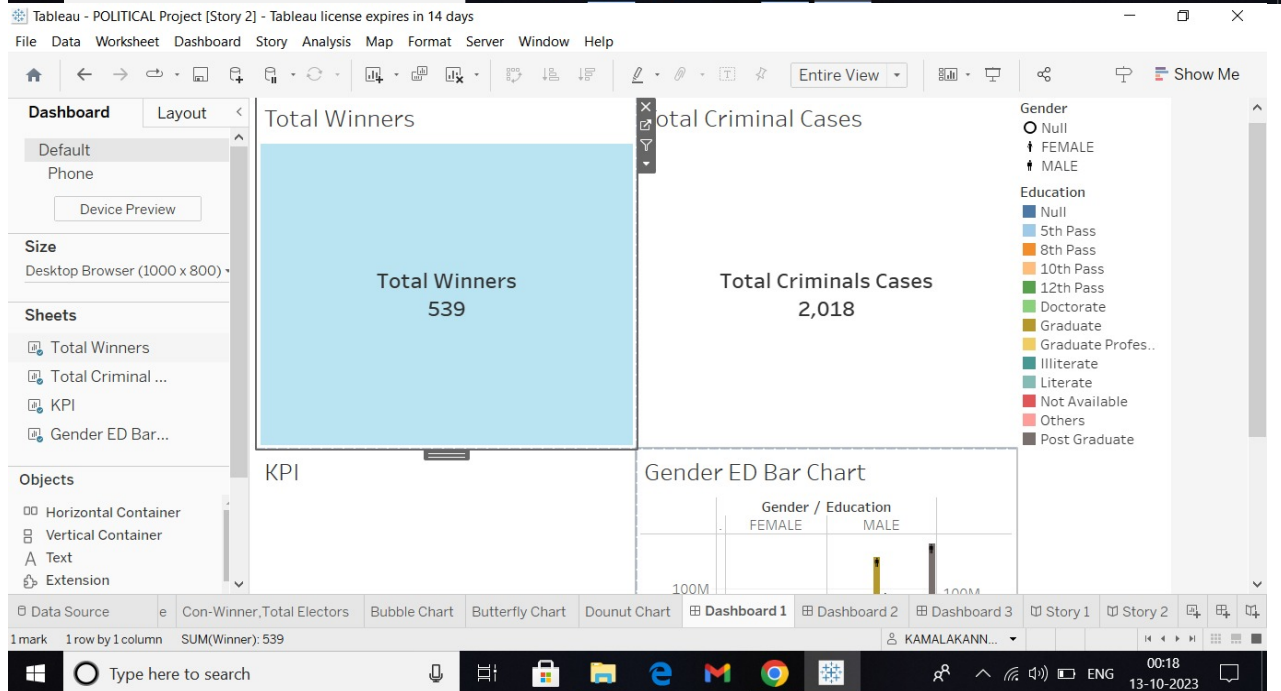 Tableau - POLITICAL Project [Story 2] - Tableau license expires in 14 days
File Data Worksheet Dashboard Story Analysis Map Format Server Window Help
Entire View
Show Me
Dashboard
Layout
Default
Phone
Device Preview
Size
Desktop Browser (1000 x 800)
Sheets
Total Winners
Total Criminal ...
KPI
Gender ED Bar...
Objects
Horizontal Container
Vertical Container
Text
Extension
Total Winners
Total Winners
539
otal Criminal Cases
Total Criminals Cases
2,018
KPI
Gender ED Bar Chart
Gender / Education
FEMALE MALE
100M
100M
Gender
Null
FEMALE
MALE
Education
Null
5th Pass
8th Pass
10th Pass
12th Pass
Doctorate
Graduate
Graduate Profes..
Illiterate
Literate
Not Available
Others
Post Graduate
Data Source e Con-Winner,Total Electors Bubble Chart Butterfly Chart Dounut Chart Dashboard 1 Dashboard 2 Dashboard 3 Story 1 Story 2
1 mark 1 row by 1 column SUM(Winner): 539 KAMALAKANN...
Type here to search
ENG
00:18
13-10-2023